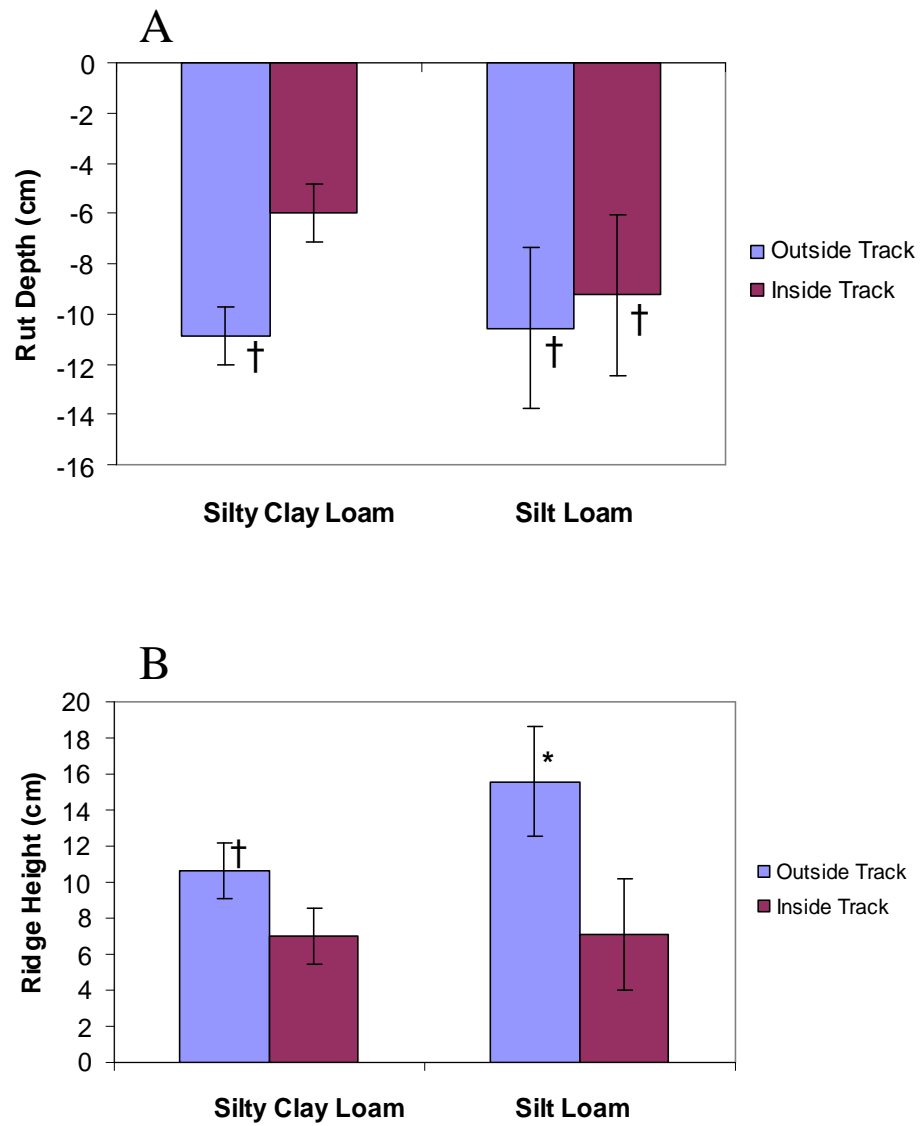 A
0
-2
-4
-6
-8
-10
-12
-14
-16
Rut Depth (cm)
†
†
†
Outside Track
Inside Track
Silty Clay Loam
Silt Loam
B
20
18
16
14
12
10
8
6
4
2
0
Ridge Height (cm)
†
*
Outside Track
Inside Track
Silty Clay Loam
Silt Loam